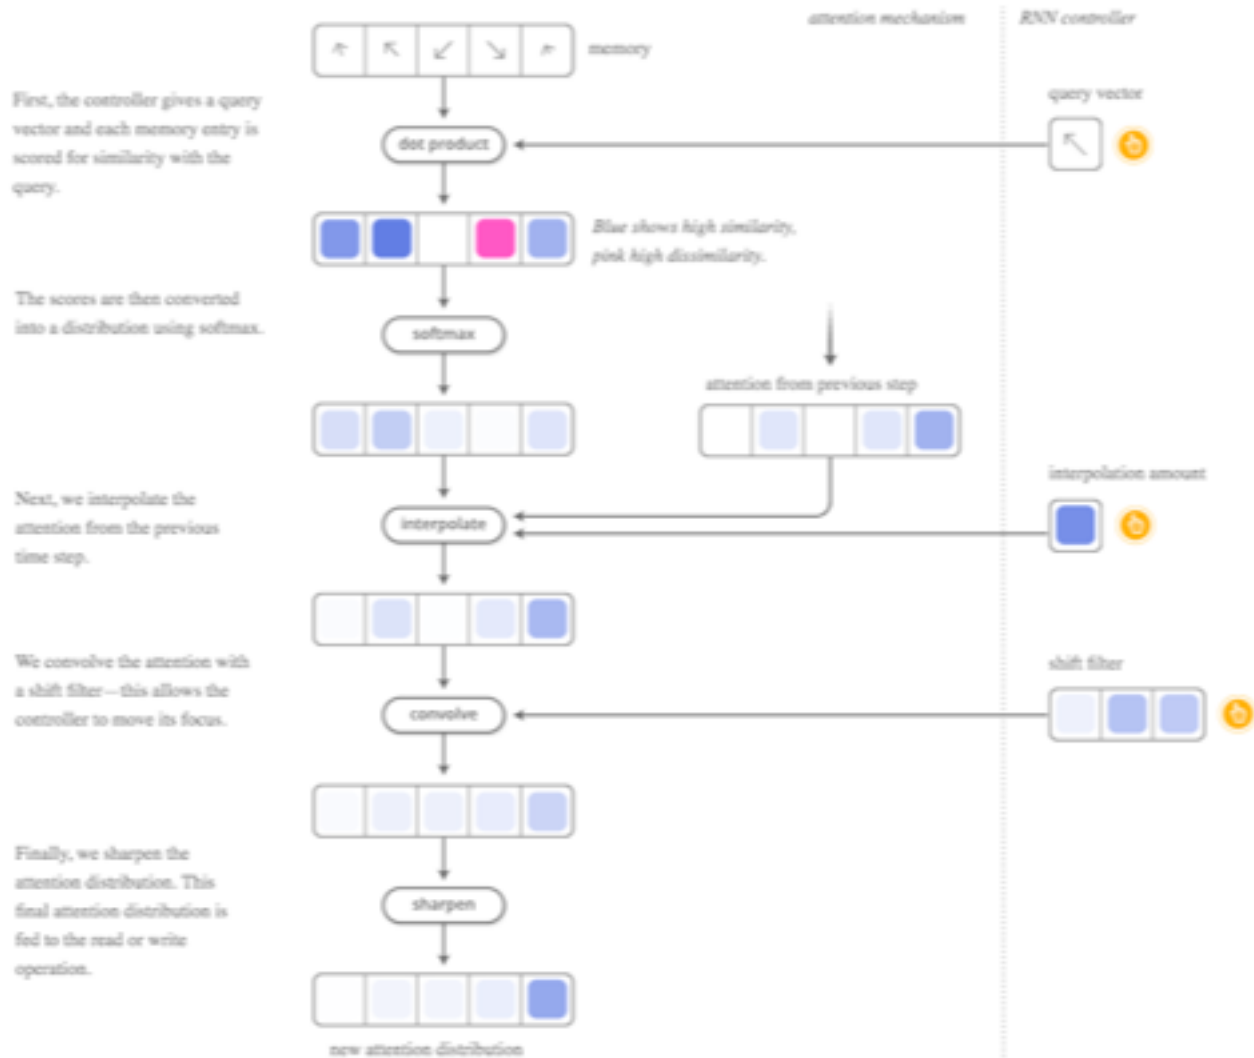 attention mechanism
RNN controller
memory
First, the controller gives a query
vector and each memory entry is
scored for similarity with the
query.
query vector
dot product
Blue shows high similarity,
pink high dissimilarity.
The scores are then converted
into a distribution using softmax.
softmax
attention from previous step
Next, we interpolate the
attention from the previous
time step.
interpolation amount
interpolate
We convolve the attention with
a shift filter—this allows the
controller to move its focus.
shift filter
convolve
Finally, we sharpen the
attention distribution. This
final attention distribution is
fed to the read or write
operation.
sharpen
new attention distribution